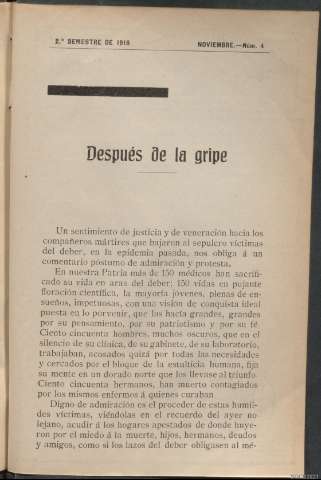 2.º SEMESTRE DE 1918
NOVIEMBRE.—Núm. 4
Después de la gripe
Un sentimiento de justicia y de veneración hacia los
compañeros mártires que bajaron al sepulcro víctimas
del deber, en la epidemia pasada, nos obliga á un
comentario póstumo de admiración y protesta.
En nuestra Patria más de 150 médicos han sacrifi-
cado su vida en aras del deber: 150 vidas en pujante
floración científica, la mayoría jóvenes, plenas de en-
sueños, impetuosas, con una visión de conquista ideal
puesta en lo porvenir, que las hacía grandes, grandes
por su pensamiento, por su patriotismo y por su fé.
Ciento cincuenta hombres, muchos oscuros, que en el
silencio de su clínica, de su gabinete, de su laboratorio,
trabajaban, acosados quizá por todas las necesidades
y cercados por el bloque de la estulticia humana, fija
su mente en un dorado norte que los llevase al triunfo.
Ciento cincuenta hermanos, han muerto contagiados
por los mismos enfermos á quienes curaban
Digno de admiración es el proceder de estas humil-
des víctimas, viéndolas en el recuerdo del ayer no
lejano, acudir á los hogares apestados de donde huye-
ron por el miedo á la muerte, hijos, hermanos, deudos
y amigos, como si los lazos del deber obligasen al mé-